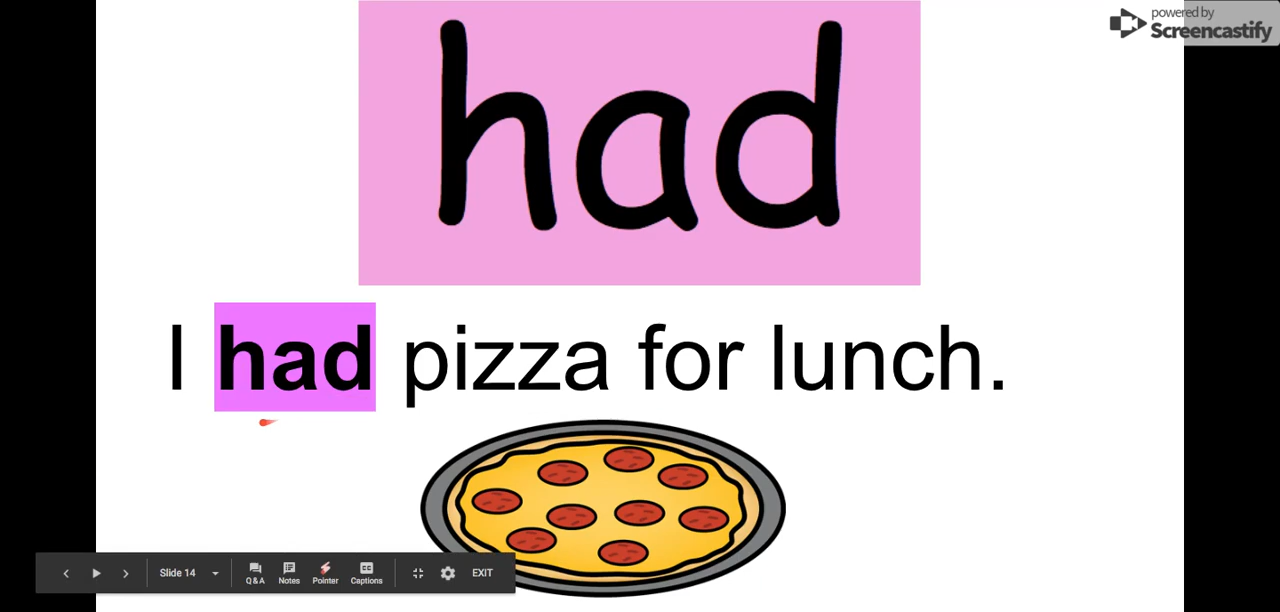 powered by
Screencastify
had
I had pizza for lunch.
Slide 14
Q&A
Notes
Pointer
Captions
EXIT